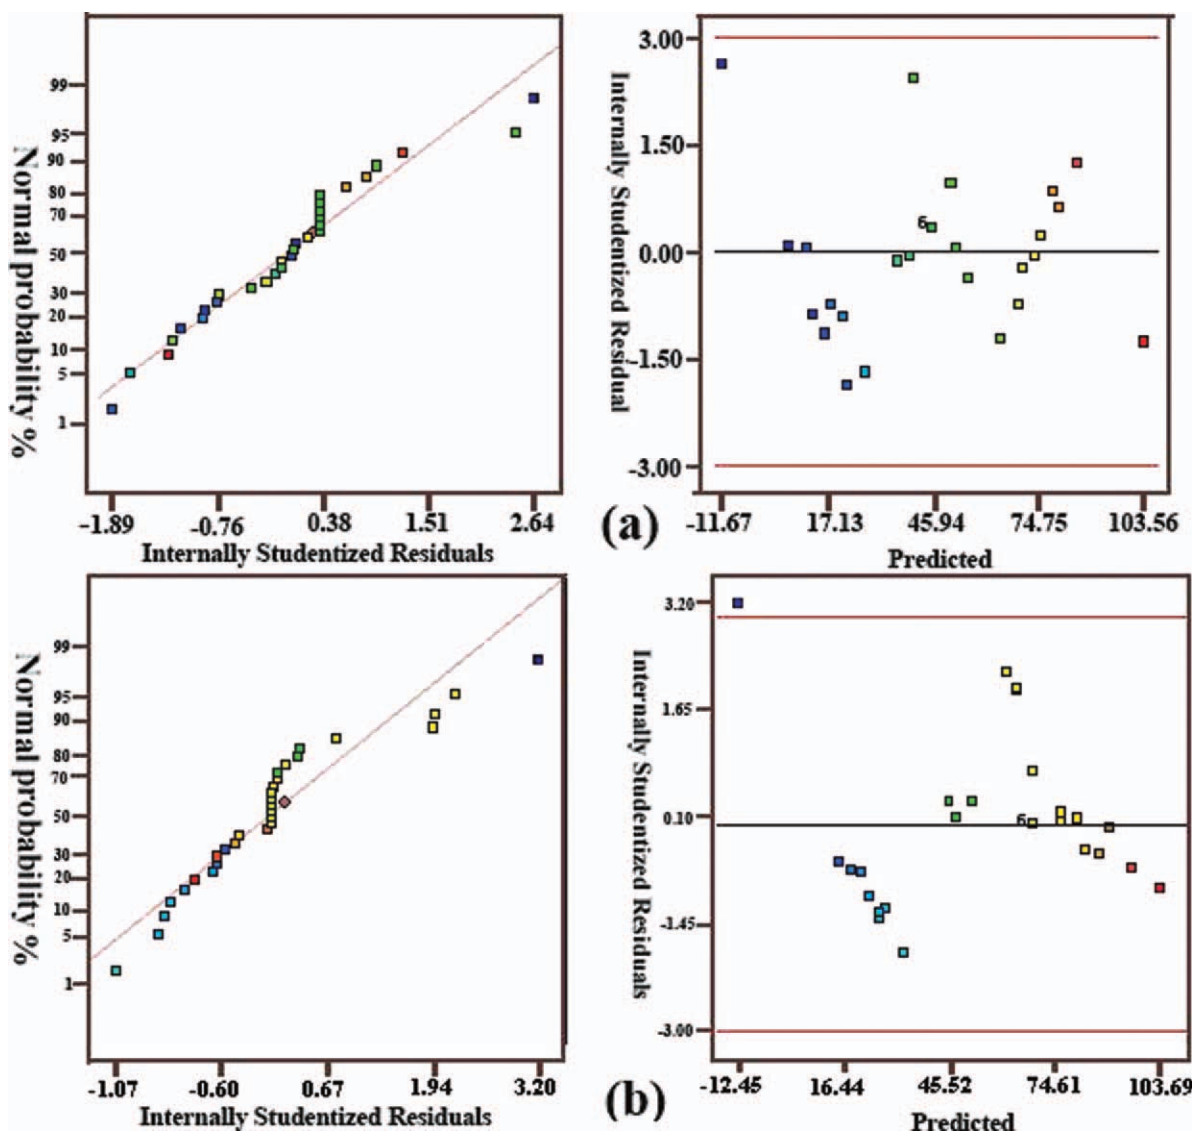 Normal probability %
99
95
90
80
70
50
30
20
10
5
1
-1.89 -0.76 0.38 1.51 2.64
Internally Studentized Residuals
(a)
Internally Studentized Residual
3.00
1.50
0.00
-1.50
-3.00
6
-11.67 17.13 45.94 74.75 103.56
Predicted
Normal probability %
99
95
90
80
70
50
30
20
10
5
1
-1.07 -0.60 0.67 1.94 3.20
Internally Studentized Residuals
(b)
Internally Studentized Residuals
3.20
1.65
0.10
-1.45
-3.00
6
-12.45 16.44 45.52 74.61 103.69
Predicted